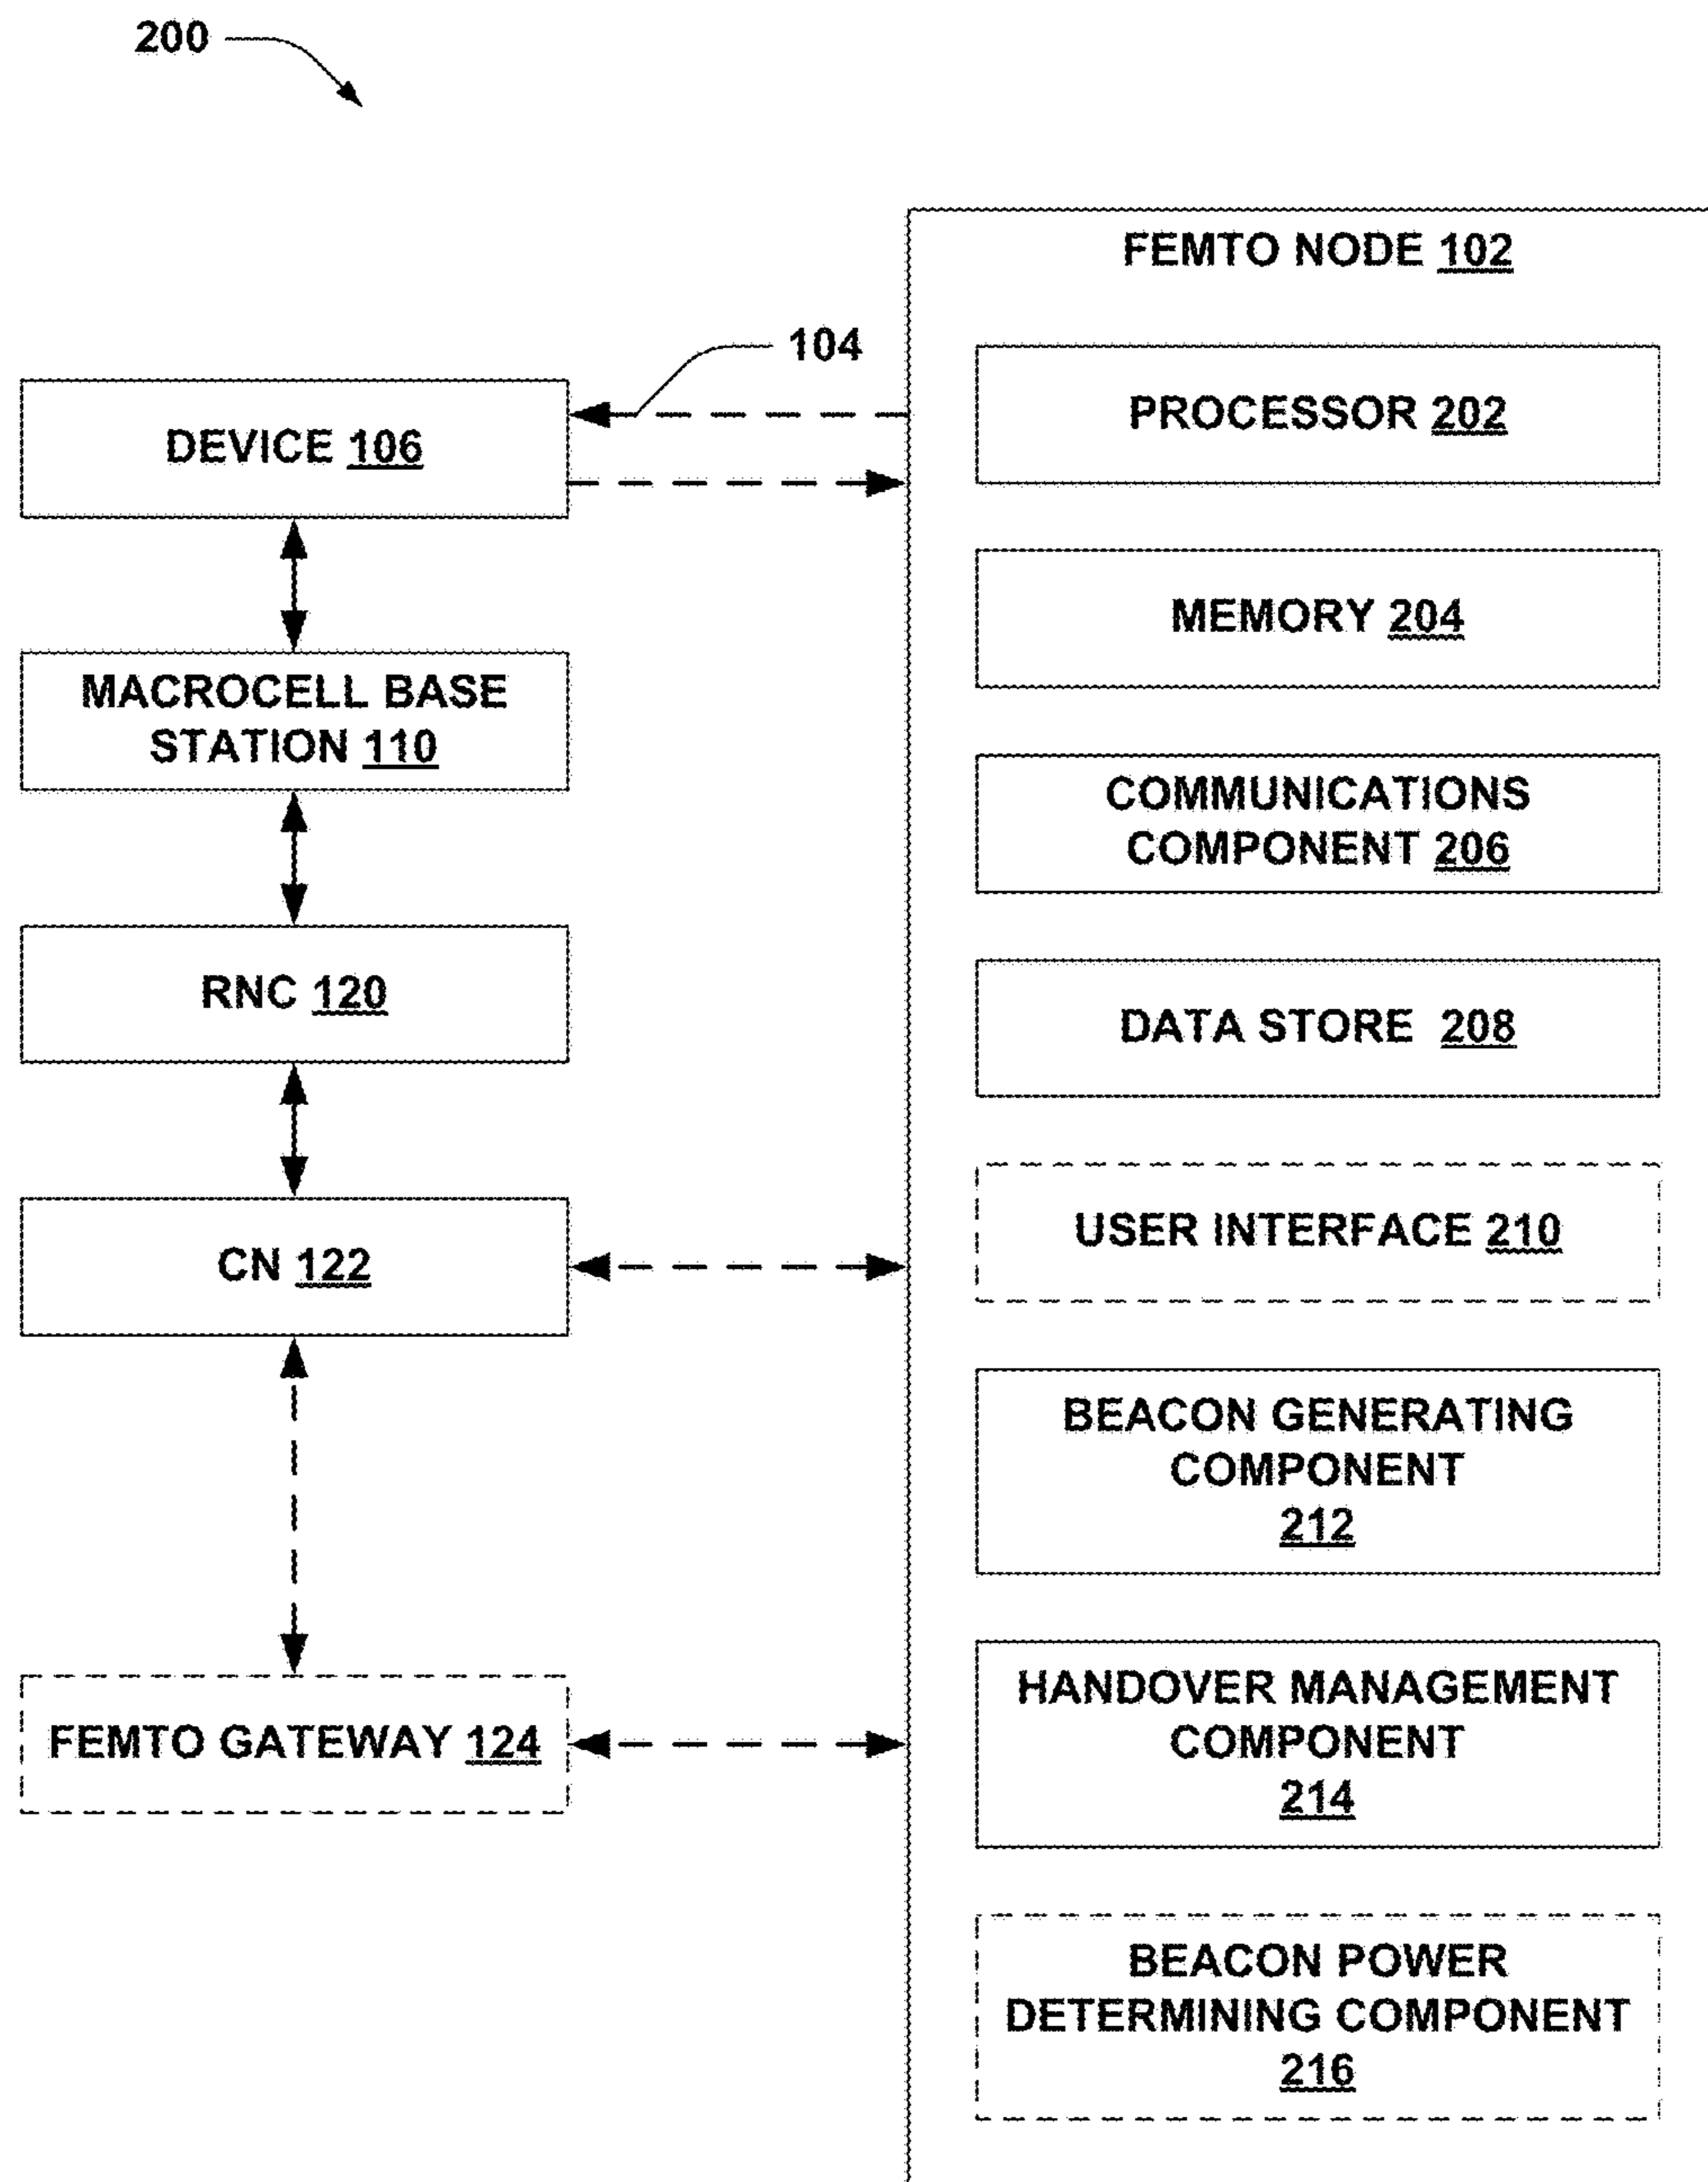 200
FEMTO NODE 102
104
PROCESSOR 202
DEVICE 106
MEMORY 204
MACROCELL BASE
STATION 110
COMMUNICATIONS
COMPONENT 206
RNC 120
DATA STORE 208
USER INTERFACE 210
CN 122
BEACON GENERATING
COMPONENT
212
HANDOVER MANAGEMENT
COMPONENT
214
FEMTO GATEWAY 124
BEACON POWER
DETERMINING COMPONENT
216